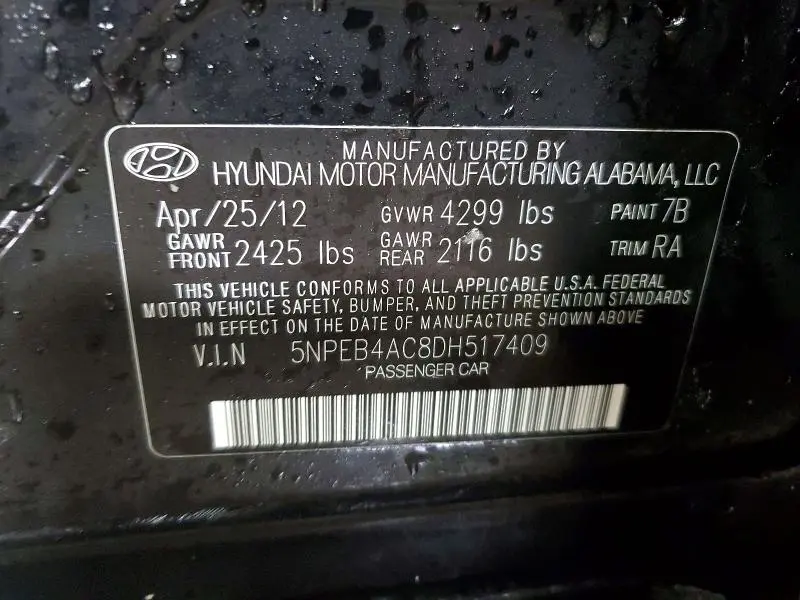 MANUFACTURED BY
HYUNDAI MOTOR MANUFACTURING ALABAMA, LLC
Apr/25/12 GVWR 4299 lbs PAINT 7B
GAWR FRONT 2425 lbs GAWR REAR 2116 lbs TRIM RA
THIS VEHICLE CONFORMS TO ALL APPLICABLE U.S.A. FEDERAL
MOTOR VEHICLE SAFETY, BUMPER, AND THEFT PREVENTION STANDARDS
IN EFFECT ON THE DATE OF MANUFACTURE SHOWN ABOVE
V.I.N 5NPEB4AC8DH517409
PASSENGER CAR